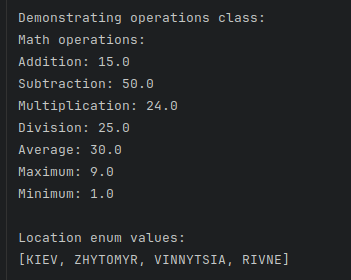 Demonstrating operations class:
Math operations:
Addition: 15.0
Subtraction: 50.0
Multiplication: 24.0
Division: 25.0
Average: 30.0
Maximum: 9.0
Minimum: 1.0

Location enum values:
[KIEV, ZHYTOMYR, VINNYTSIA, RIVNE]